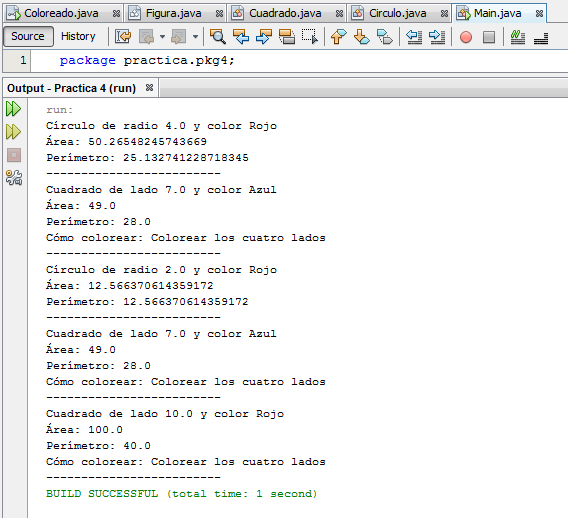 Coloreado.java Figura.java Cuadrado.java Circulo.java Main.java
Source History
1 package practica.pkg4;
Output - Practica 4 (run)
run:
Círculo de radio 4.0 y color Rojo
Área: 50.26548245743669
Perímetro: 25.132741228718345
-------------------------
Cuadrado de lado 7.0 y color Azul
Área: 49.0
Perímetro: 28.0
Cómo colorear: Colorear los cuatro lados
-------------------------
Círculo de radio 2.0 y color Rojo
Área: 12.566370614359172
Perímetro: 12.566370614359172
-------------------------
Cuadrado de lado 7.0 y color Azul
Área: 49.0
Perímetro: 28.0
Cómo colorear: Colorear los cuatro lados
-------------------------
Cuadrado de lado 10.0 y color Rojo
Área: 100.0
Perímetro: 40.0
Cómo colorear: Colorear los cuatro lados
-------------------------
BUILD SUCCESSFUL (total time: 1 second)